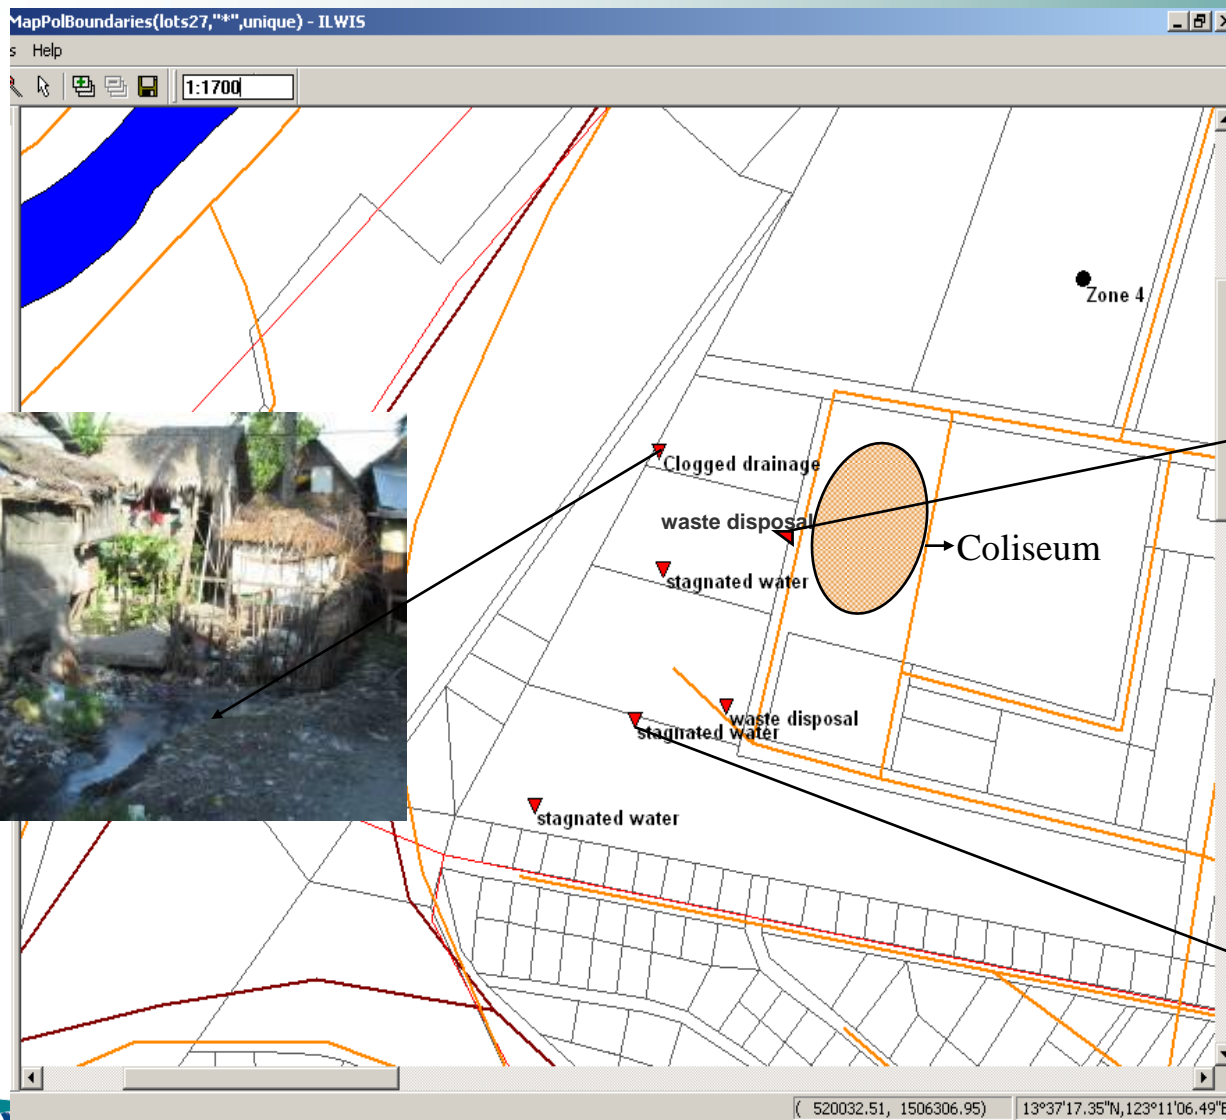 MapPolBoundaries(lots27,"*",unique) - ILWIS
Help
1:1700
Zone 4
Clogged drainage
waste disposal
Coliseum
stagnated water
waste disposal
stagnated water
stagnated water
( 520032.51, 1506306.95) 13°37'17.35"N,123°11'06.49"E